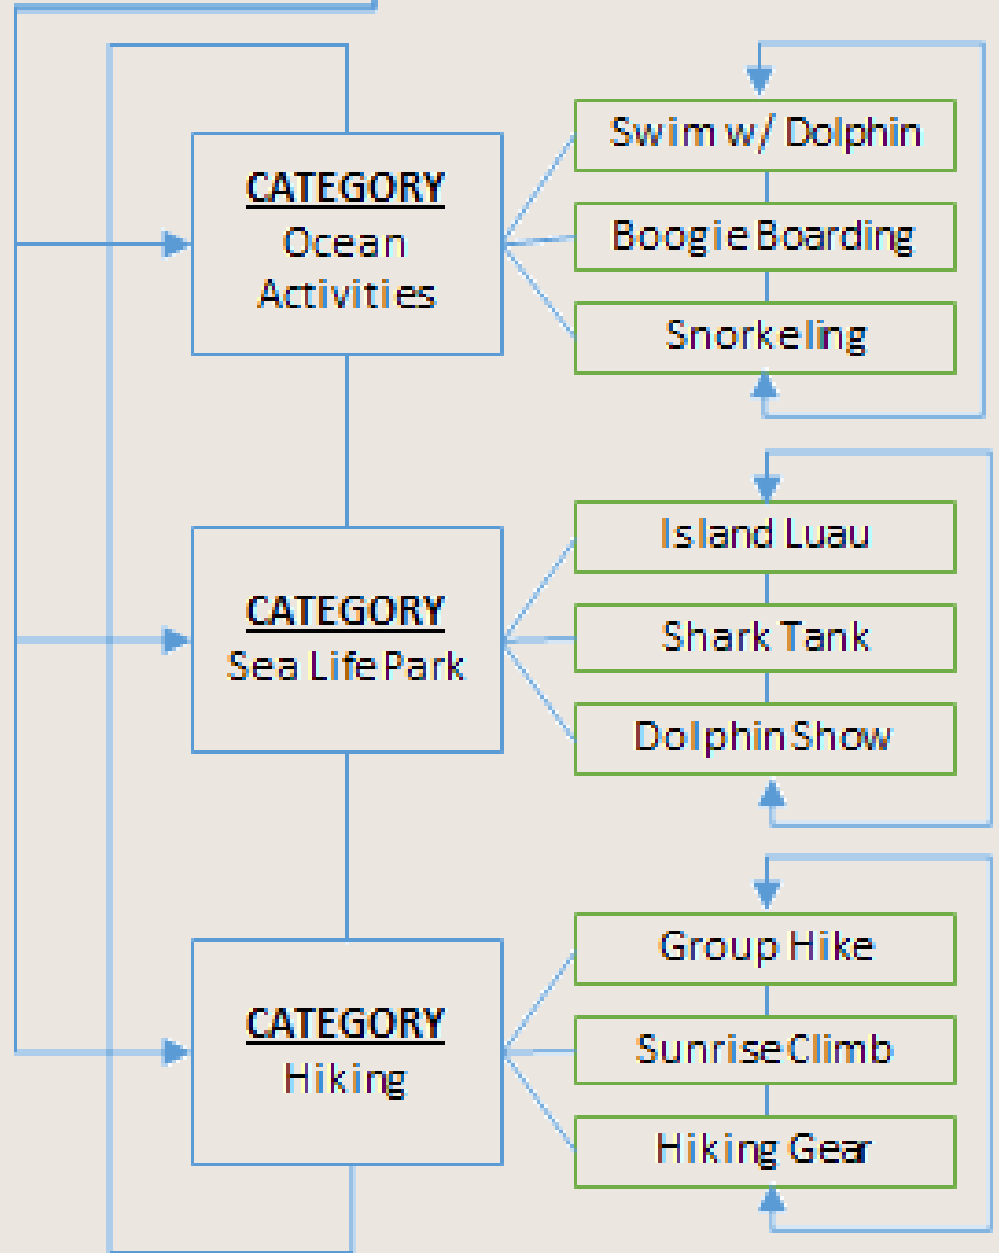 CATEGORY
Ocean
Activities
Swim w/ Dolphin
Boogie Boarding
Snorkeling
CATEGORY
Sea Life Park
Island Luau
Shark Tank
Dolphin Show
CATEGORY
Hiking
Group Hike
Sunrise Climb
Hiking Gear